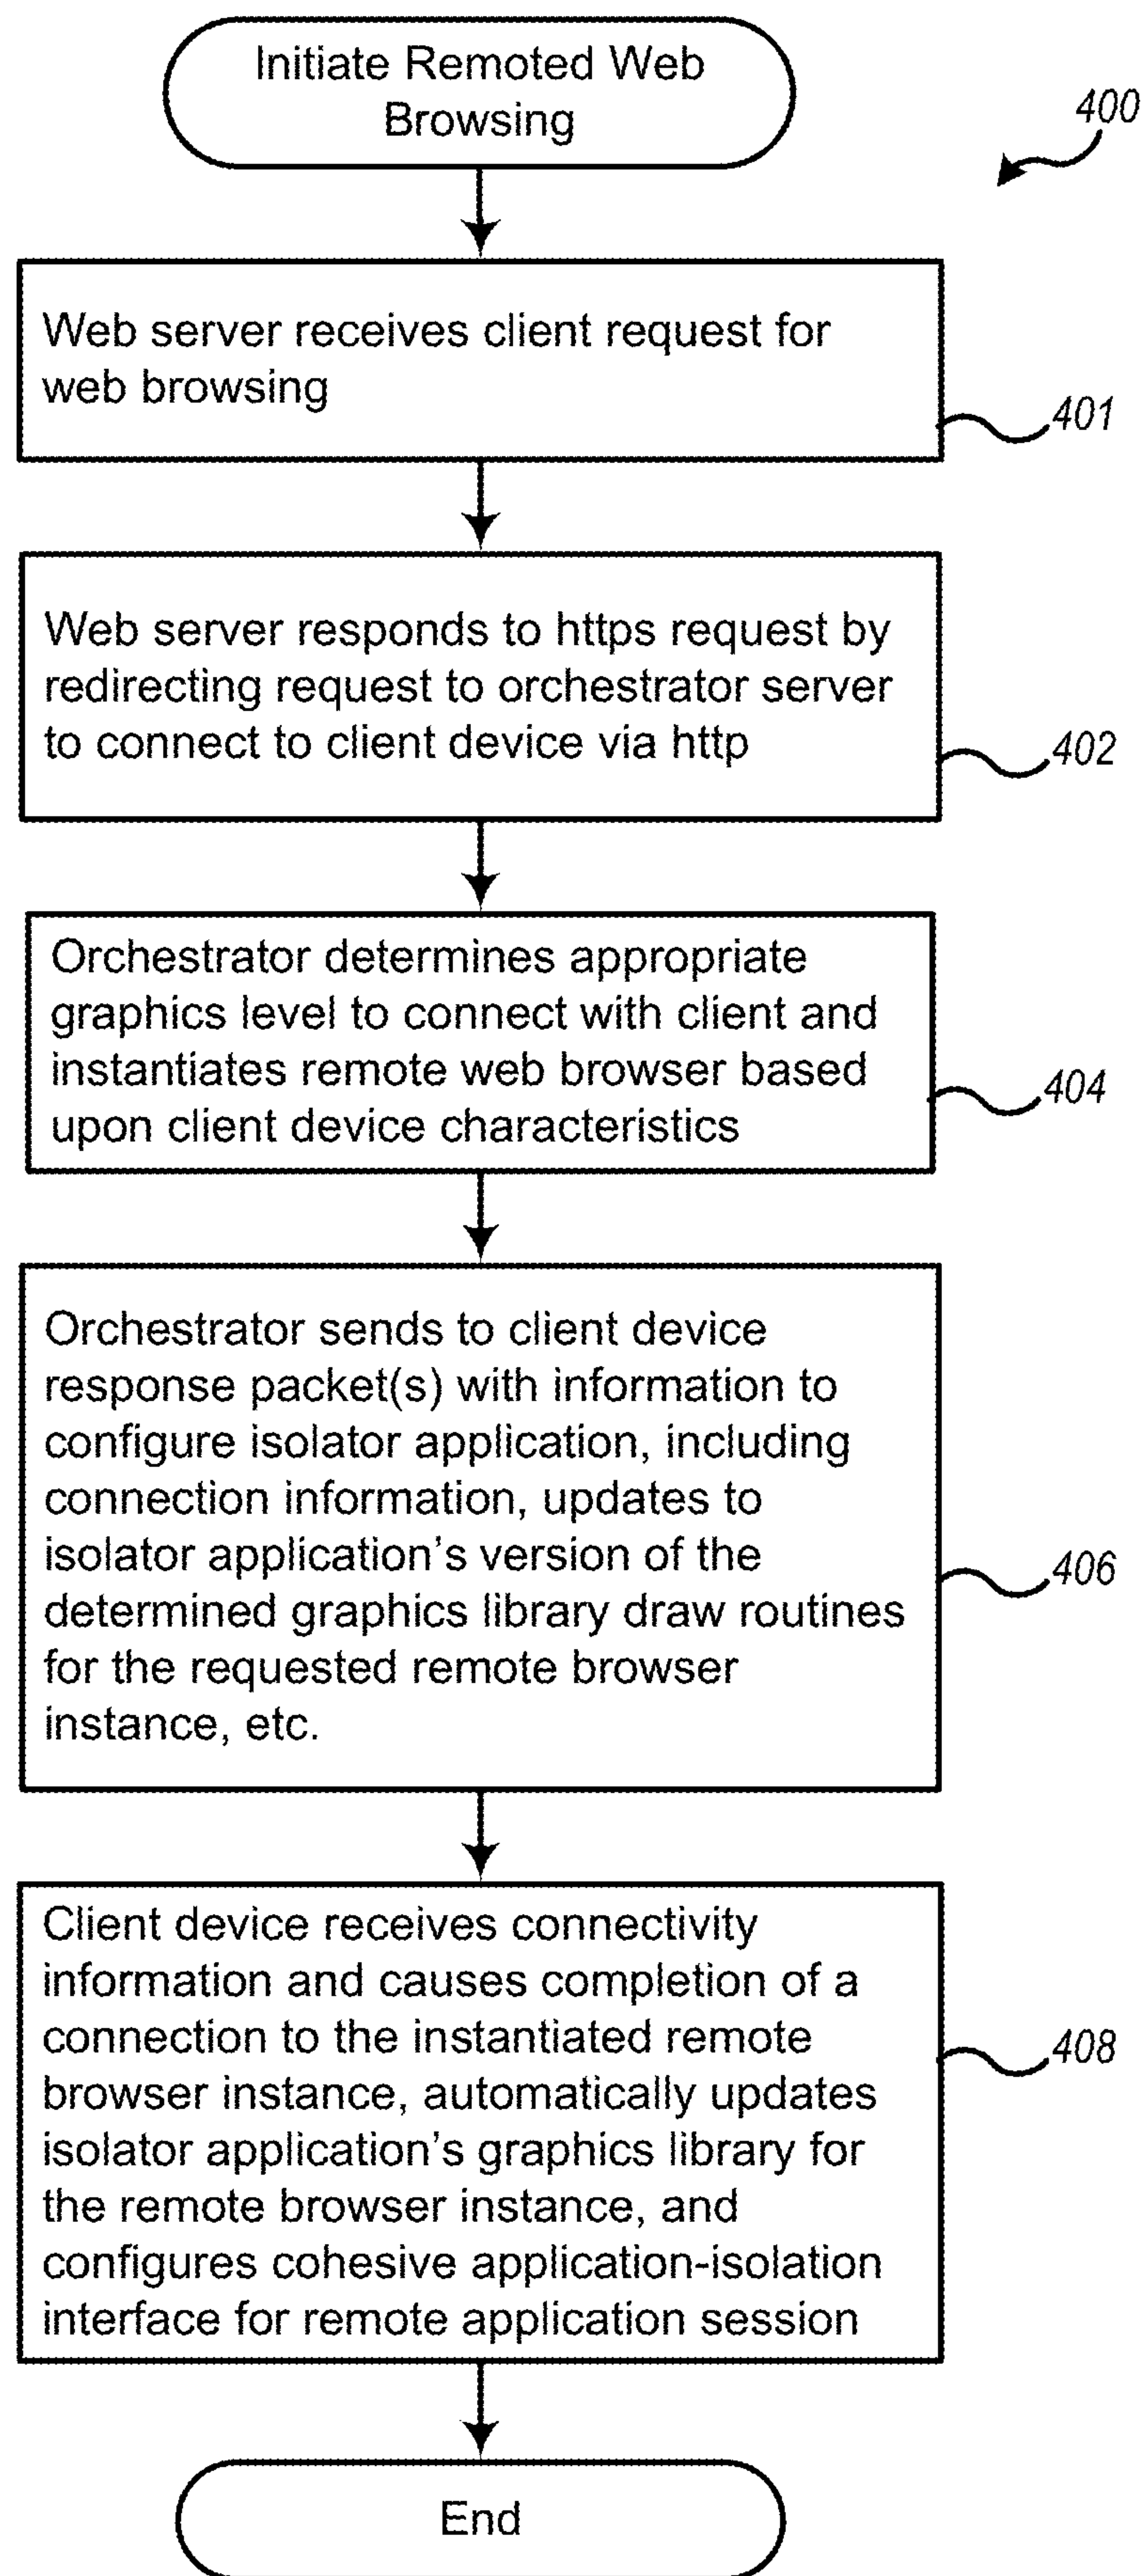 Initiate Remoted Web
Browsing
400
Web server receives client request for
web browsing
401
Web server responds to https request by
redirecting request to orchestrator server
to connect to client device via http
402
Orchestrator determines appropriate
graphics level to connect with client and
instantiates remote web browser based
upon client device characteristics
404
Orchestrator sends to client device
response packet(s) with information to
configure isolator application, including
connection information, updates to
isolator application's version of the
determined graphics library draw routines
for the requested remote browser
instance, etc.
406
Client device receives connectivity
information and causes completion of a
connection to the instantiated remote
browser instance, automatically updates
isolator application's graphics library for
the remote browser instance, and
configures cohesive application-isolation
interface for remote application session
408
End